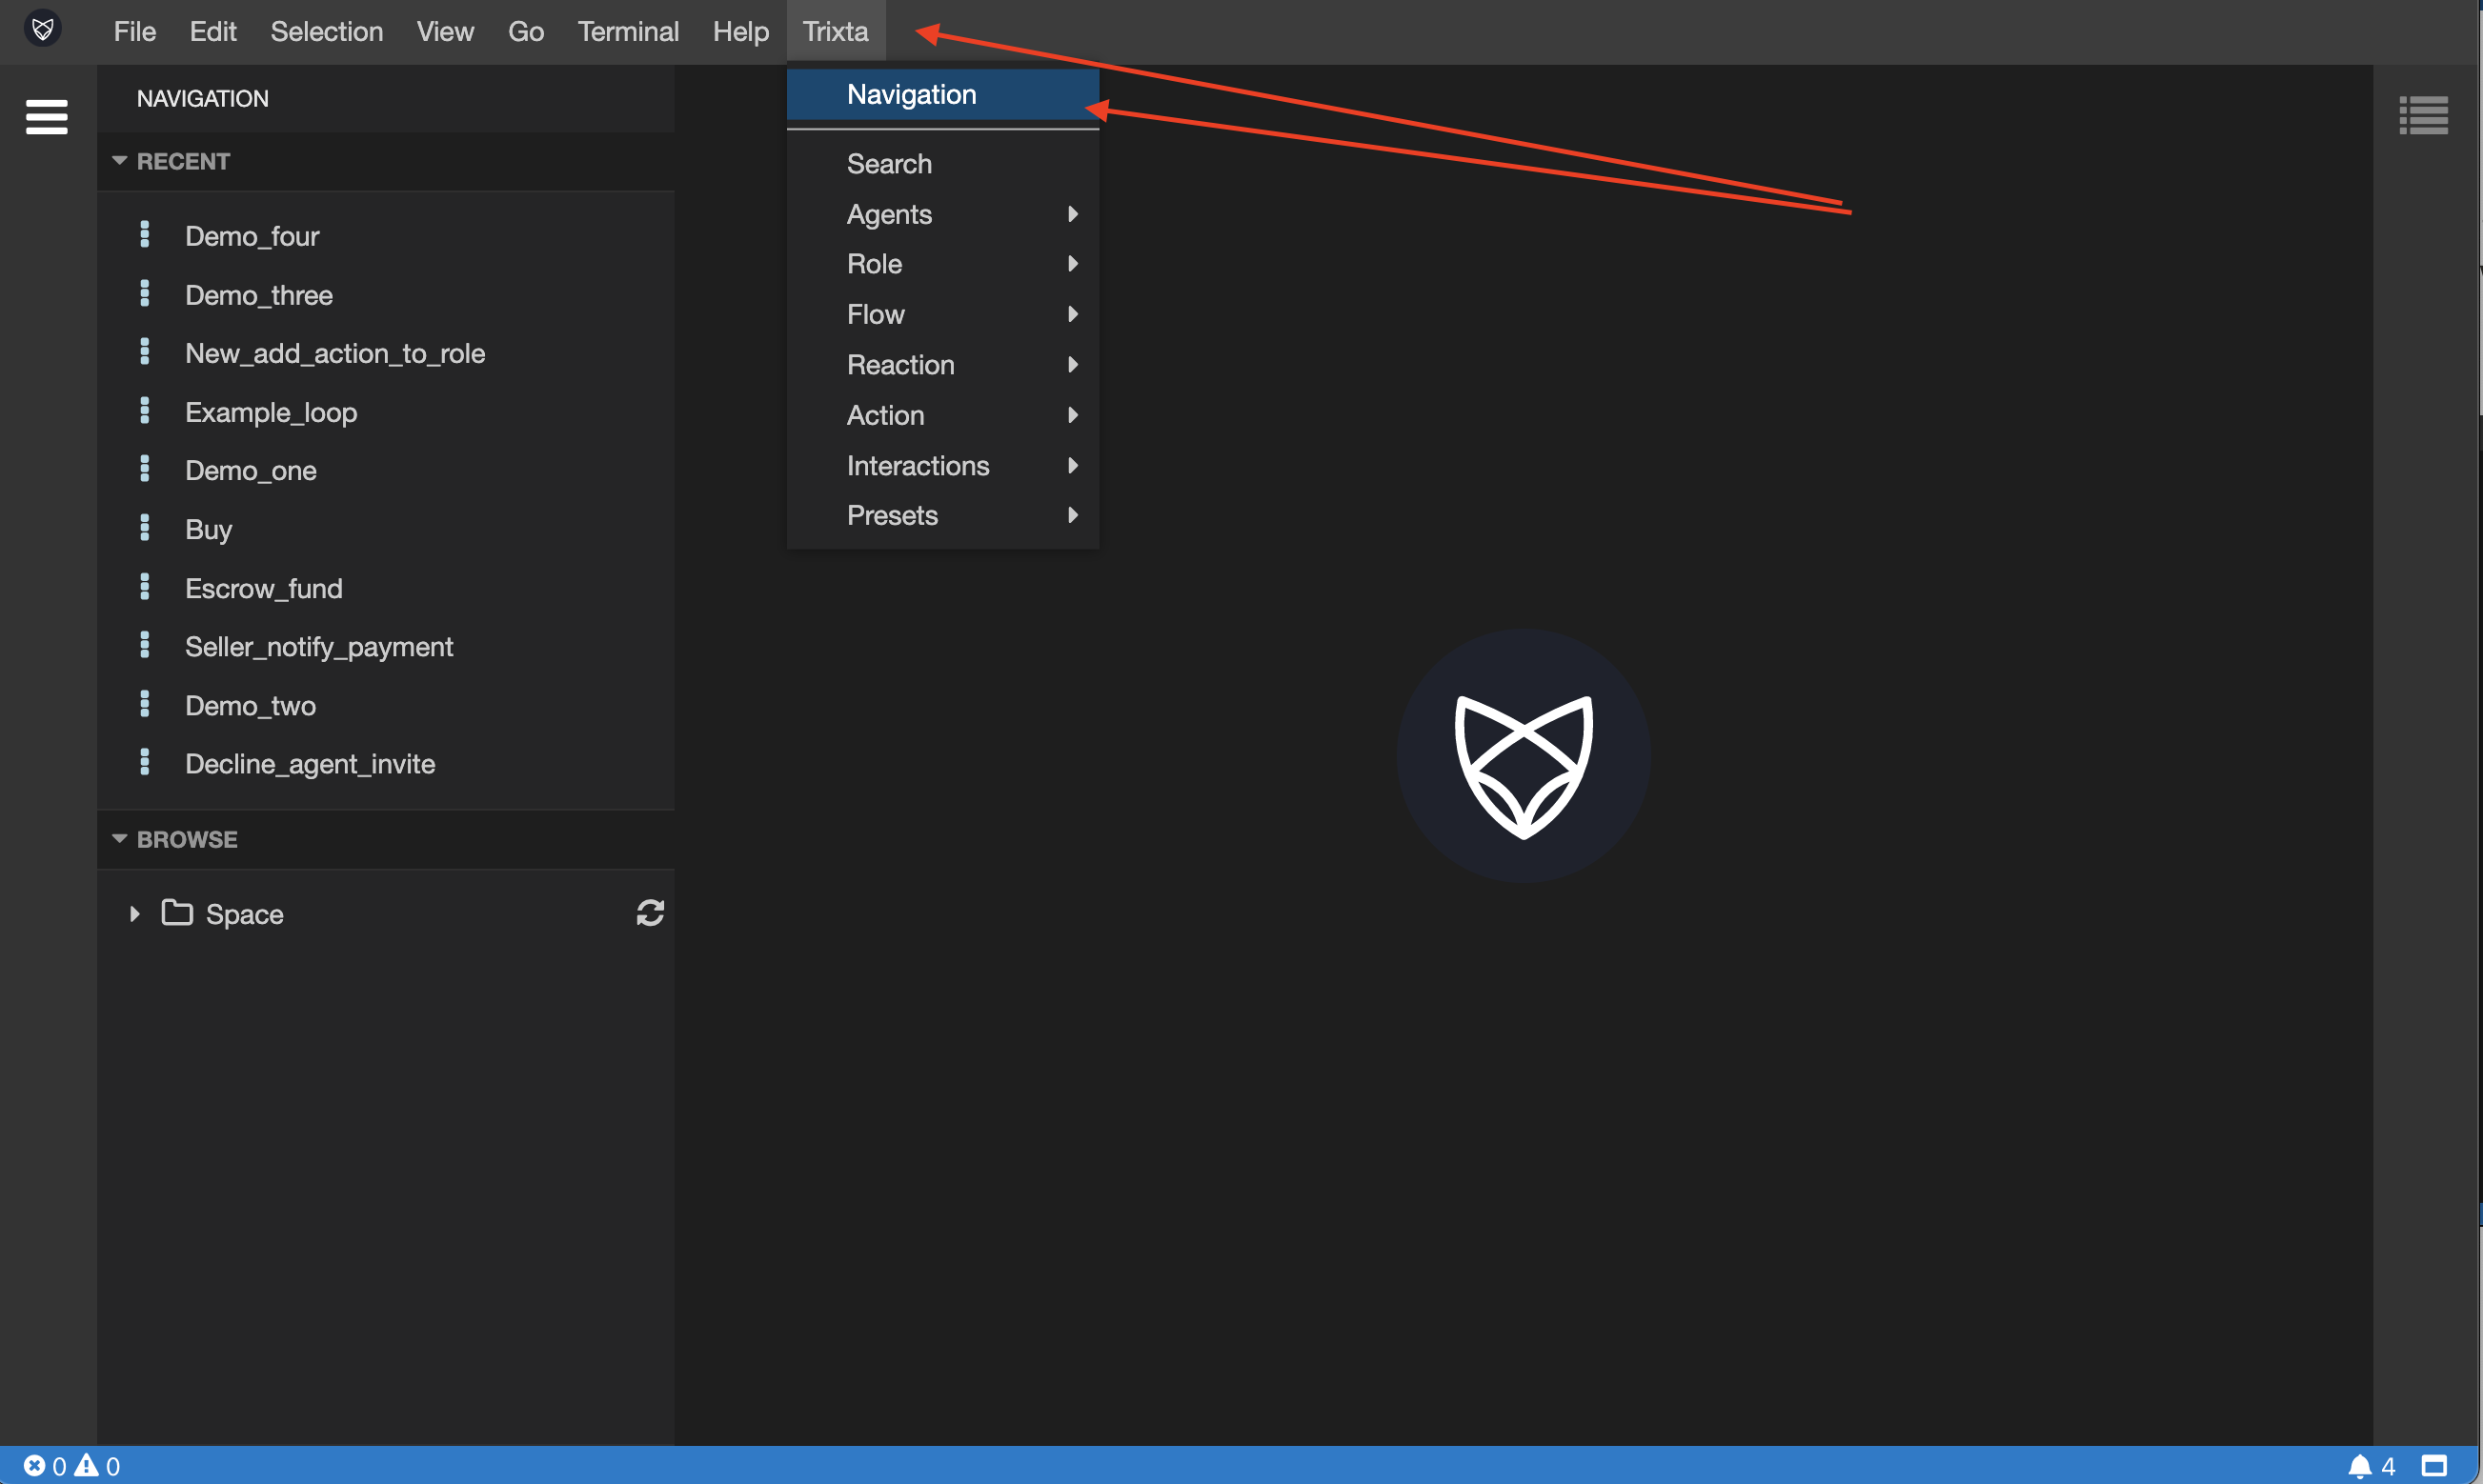 File Edit Selection View Go Terminal Help Trixta
NAVIGATION
RECENT
Demo_four
Demo_three
New_add_action_to_role
Example_loop
Demo_one
Buy
Escrow_fund
Seller_notify_payment
Demo_two
Decline_agent_invite
BROWSE
Space
Navigation
Search
Agents
Role
Flow
Reaction
Action
Interactions
Presets
0 0
4